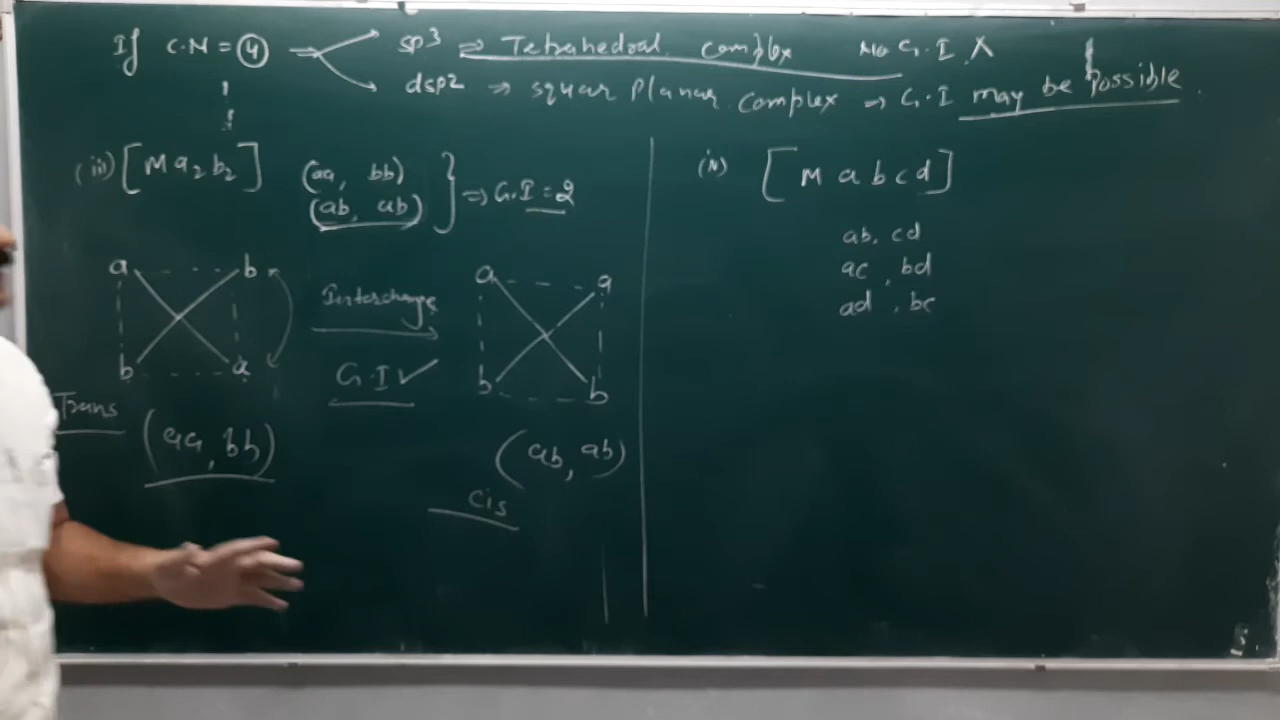 If C.N = 4 ⇒ sp³ ⇒ Tetrahedral complex No G.I X
dsp2 ⇒ squar Planar Complex ⇒ G.I may be Possible
(iii) [Ma₂b₂] (aa, bb)
(ab, ab) } ⇒ G.I = 2
a b
b a
Trans
(aa, bb)
Interchange
G.I ✓
a a
b b
(ab, ab)
cis
(iv) [M a b c d]
ab, cd
ac, bd
ad, bc